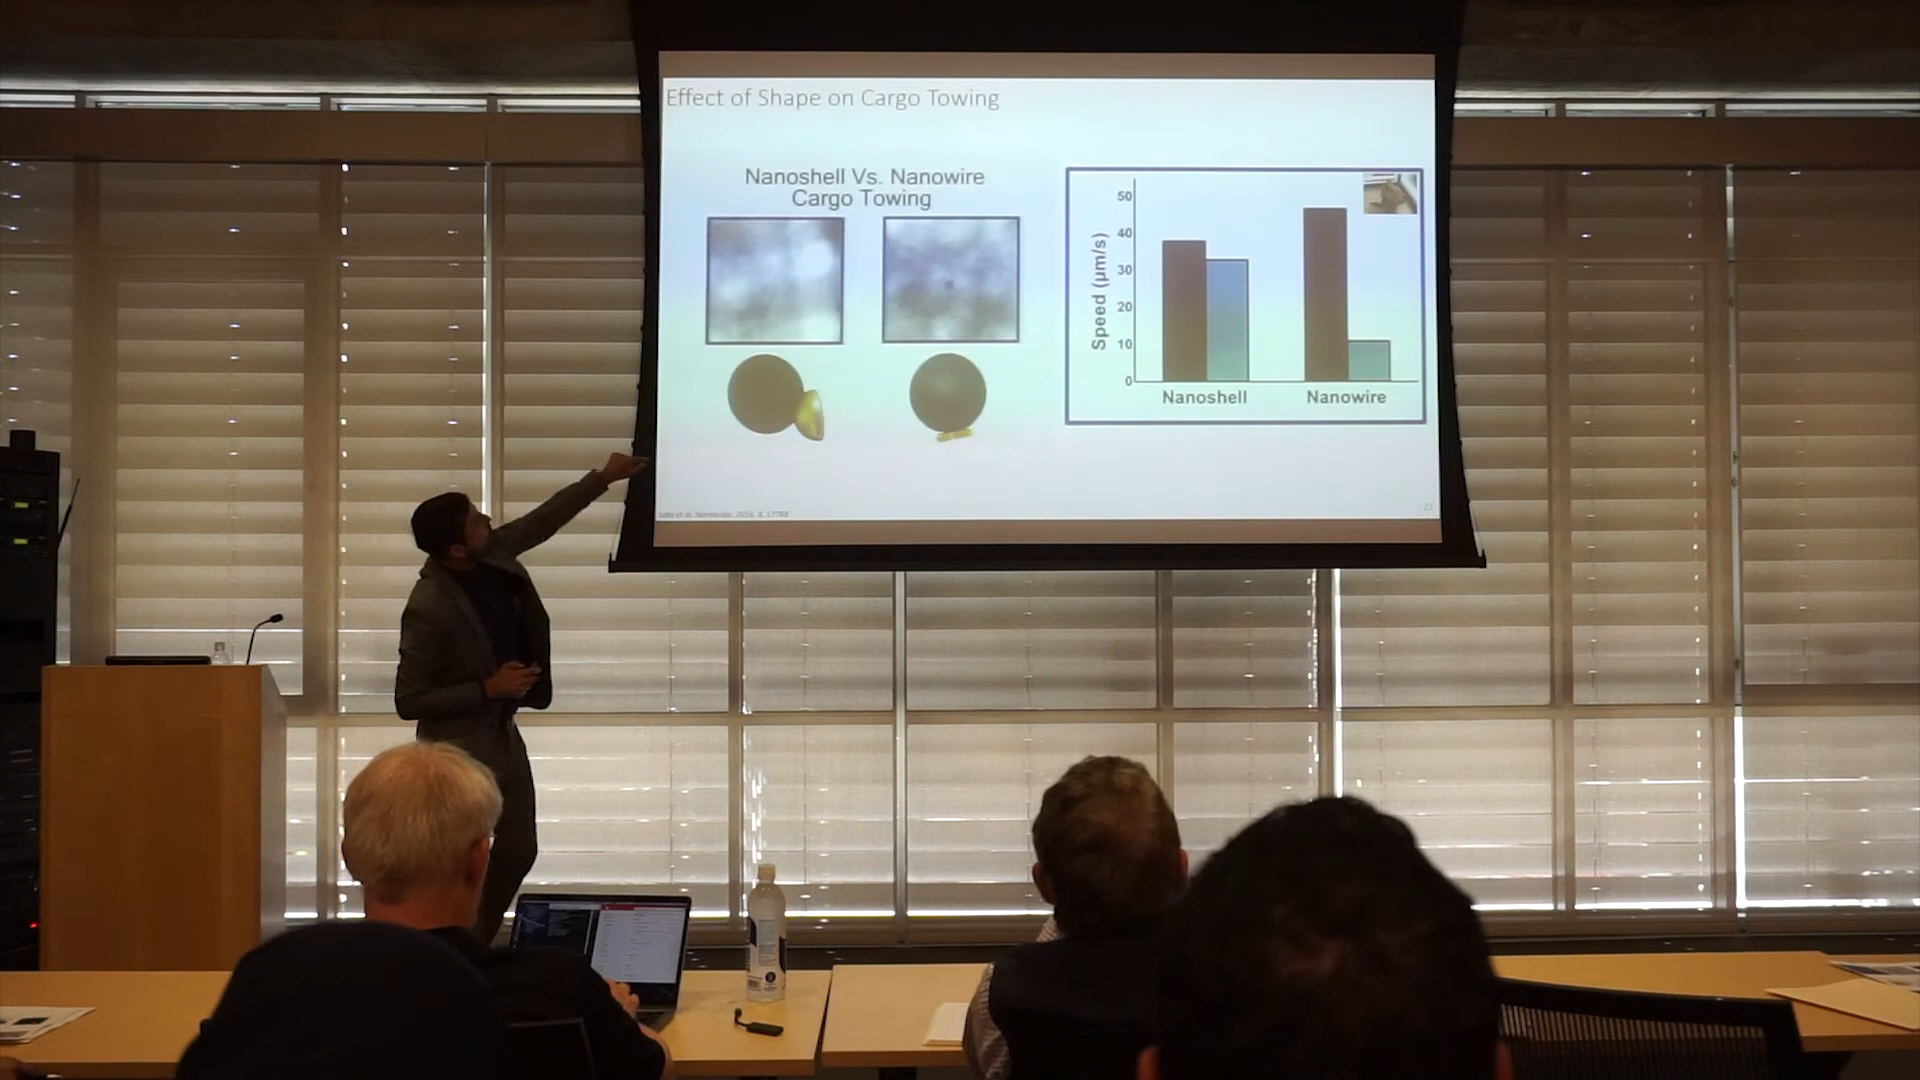 Effect of Shape on Cargo Towing
Nanoshell Vs. Nanowire
Cargo Towing
50
40
30
20
10
0
Speed (µm/s)
Nanoshell
Nanowire